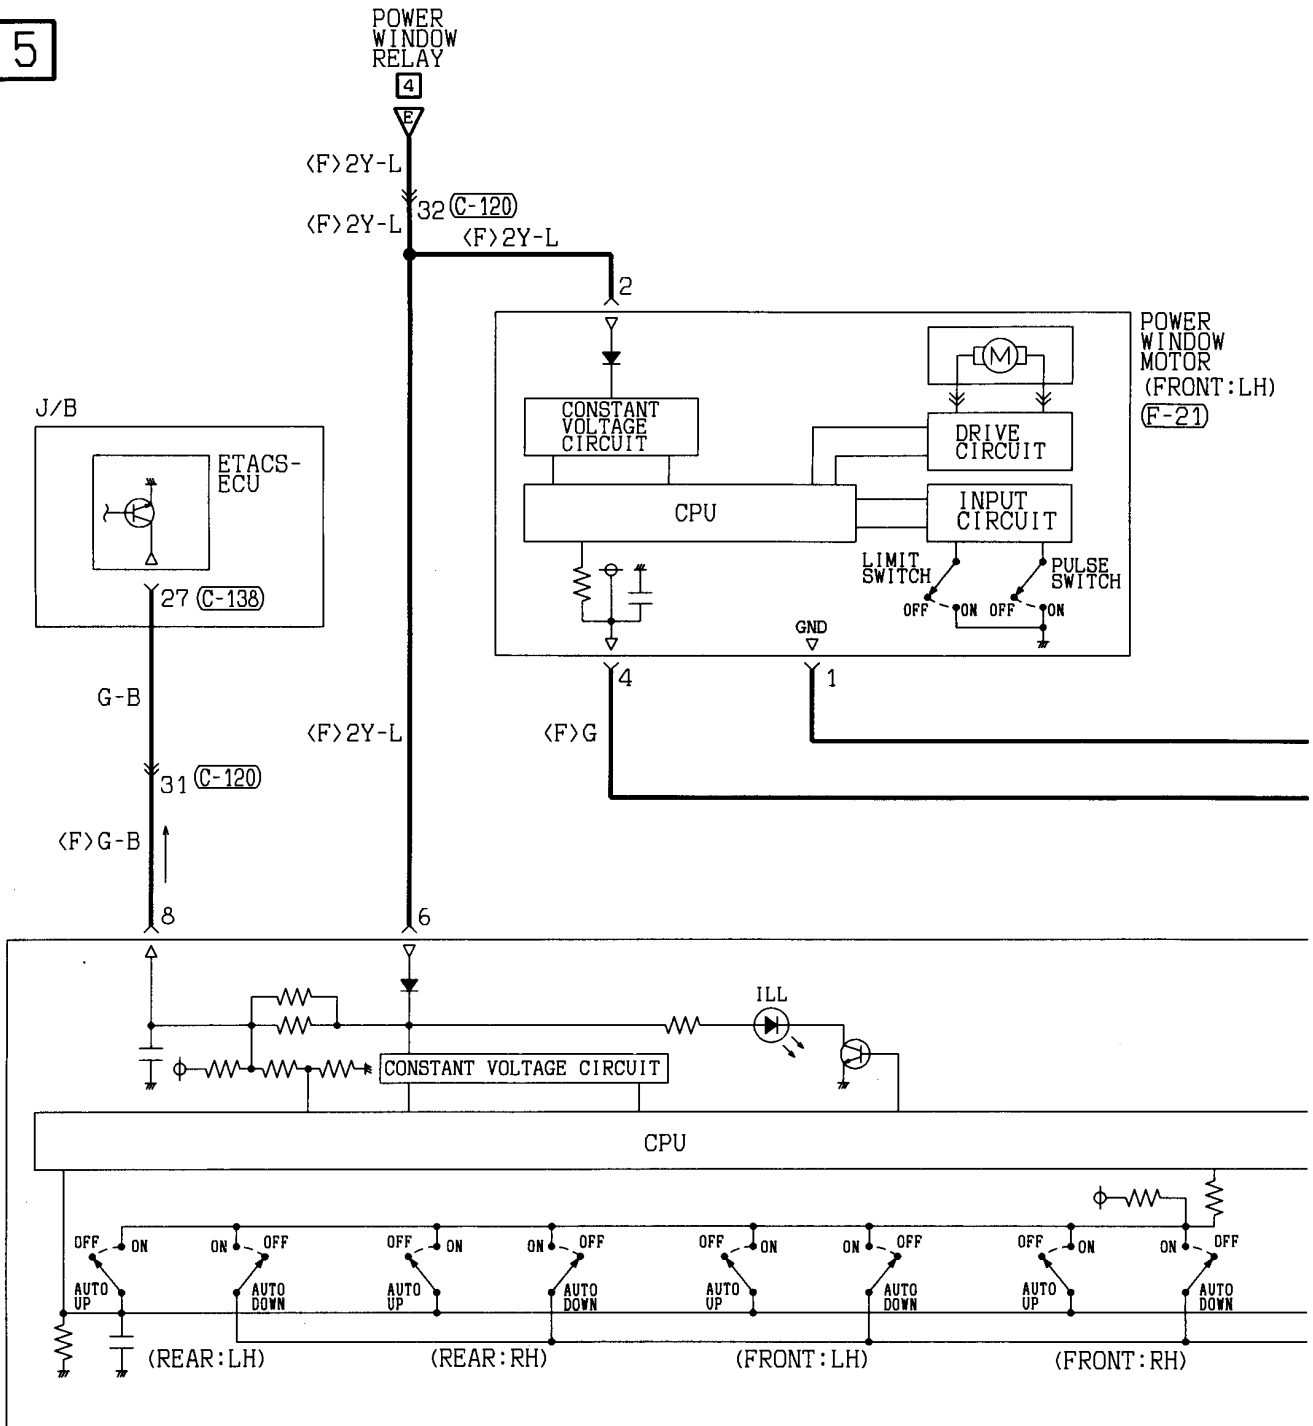 5
POWER
WINDOW
RELAY
4
E
〈F〉2Y-L
32 (C-120)
〈F〉2Y-L
〈F〉2Y-L
2
POWER
WINDOW
MOTOR
(FRONT:LH)
(F-21)
M
CONSTANT
VOLTAGE
CIRCUIT
DRIVE
CIRCUIT
CPU
INPUT
CIRCUIT
LIMIT
SWITCH
PULSE
SWITCH
OFF ON OFF ON
GND
J/B
ETACS-
ECU
27 (C-138)
4
1
G-B
〈F〉2Y-L
〈F〉G
31 (C-120)
〈F〉G-B
8
6
ILL
CONSTANT VOLTAGE CIRCUIT
CPU
OFF ON ON OFF OFF ON ON OFF OFF ON ON OFF OFF ON ON OFF
AUTO
UP
AUTO
DOWN
AUTO
UP
AUTO
DOWN
AUTO
UP
AUTO
DOWN
AUTO
UP
AUTO
DOWN
(REAR:LH) (REAR:RH) (FRONT:LH) (FRONT:RH)